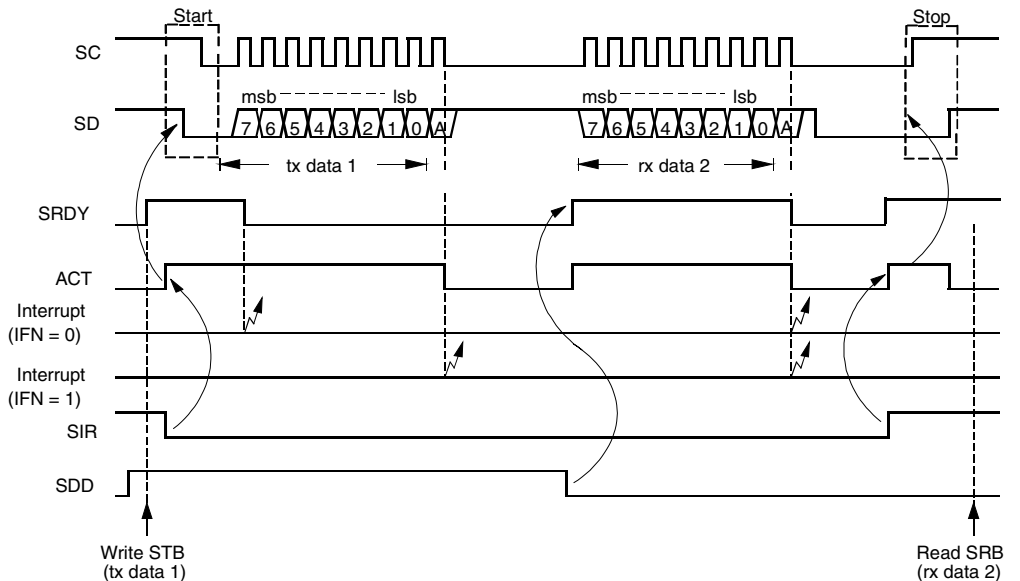 Start
Stop
SC
msb lsb
msb lsb
SD
7 6 5 4 3 2 1 0 A
7 6 5 4 3 2 1 0 A
tx data 1
rx data 2
SRDY
ACT
Interrupt
(IFN = 0)
Interrupt
(IFN = 1)
SIR
SDD
Write STB
(tx data 1)
Read SRB
(rx data 2)